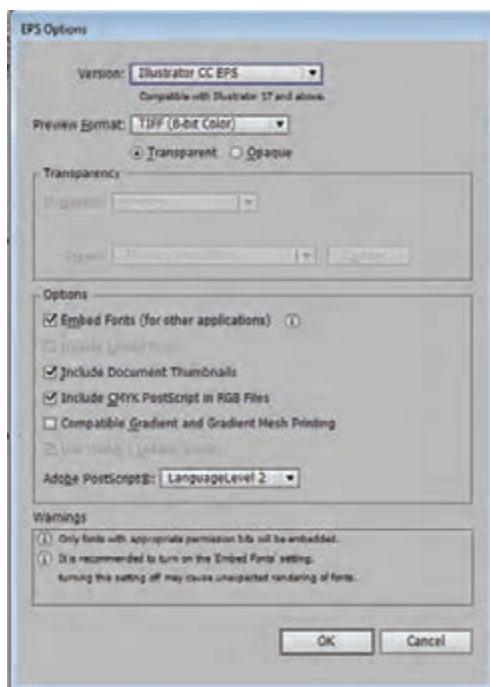 EPS Options
Version: Illustrator CC EPS
Compatible with Illustrator 17 and above.
Preview Format: TIFF (8-bit Color)
Transparent Opaque
Transparency
Options
Embed Fonts (for other applications)
Include Document Thumbnails
Include CMYK PostScript in RGB Files
Compatible Gradient and Gradient Mesh Printing
Adobe PostScript®: LanguageLevel 2
Warnings
Only fonts with appropriate permission bits will be embedded.
It is recommended to turn on the 'Embed Fonts' setting;
turning this setting off may cause unexpected rendering of fonts.
OK Cancel